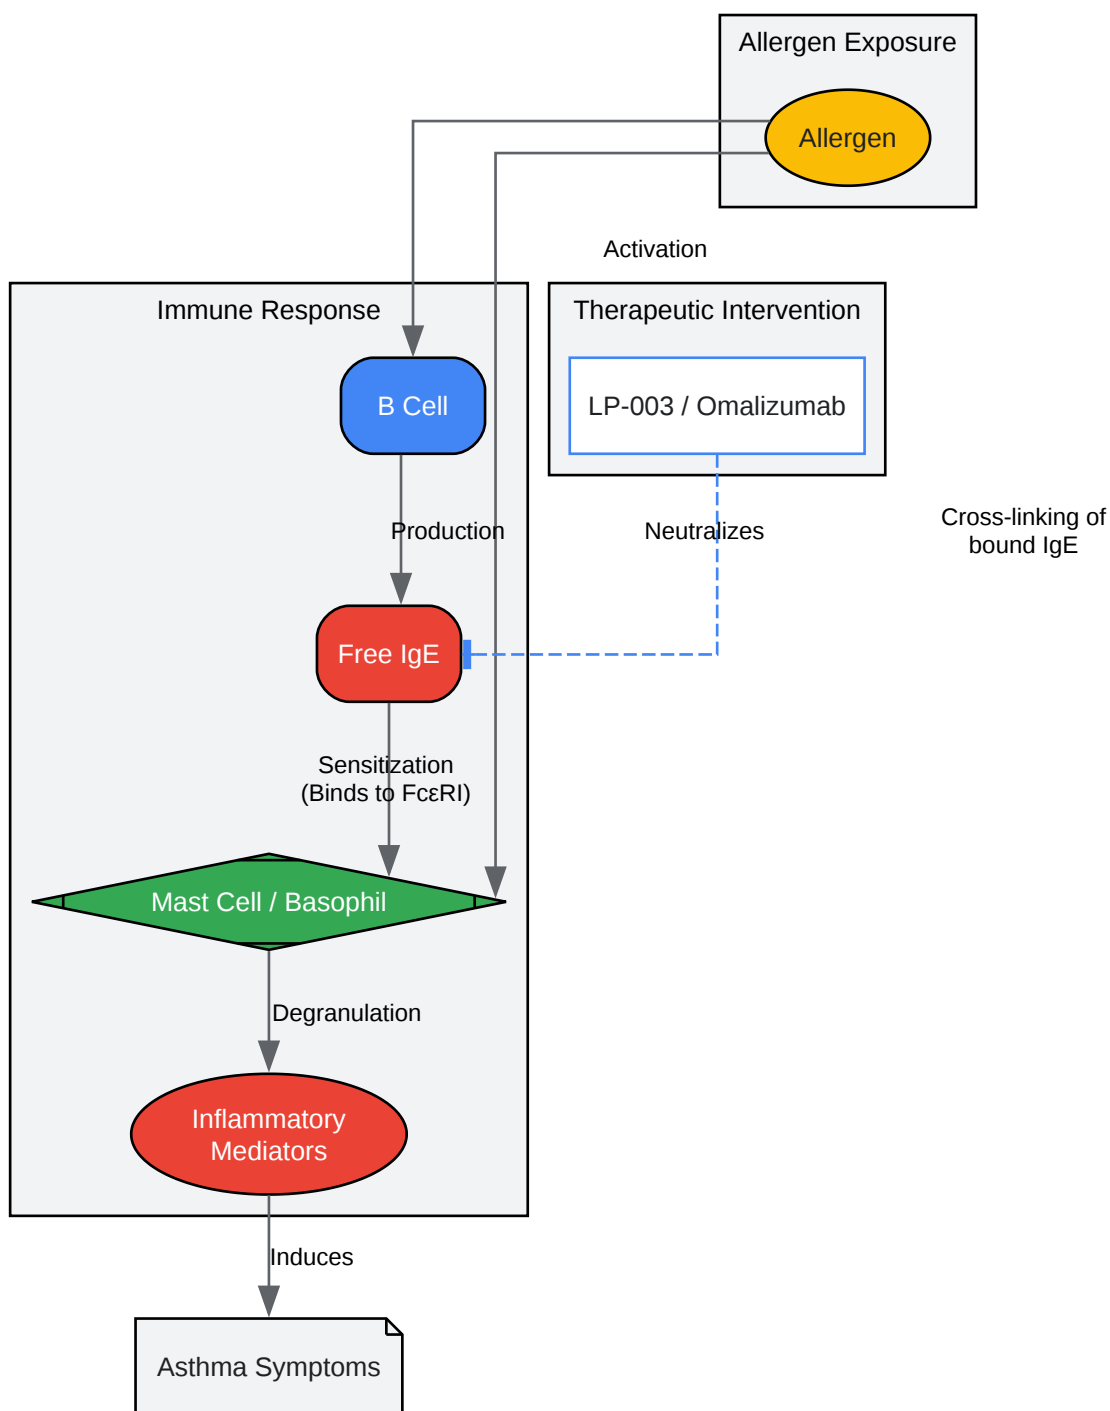 Allergen Exposure
Allergen
Activation
Immune Response
Therapeutic Intervention
B Cell
LP-003 / Omalizumab
Production
Neutralizes
Cross-linking of
bound IgE
Free IgE
Sensitization
(Binds to FcεRI)
Mast Cell / Basophil
Degranulation
Inflammatory
Mediators
Induces
Asthma Symptoms